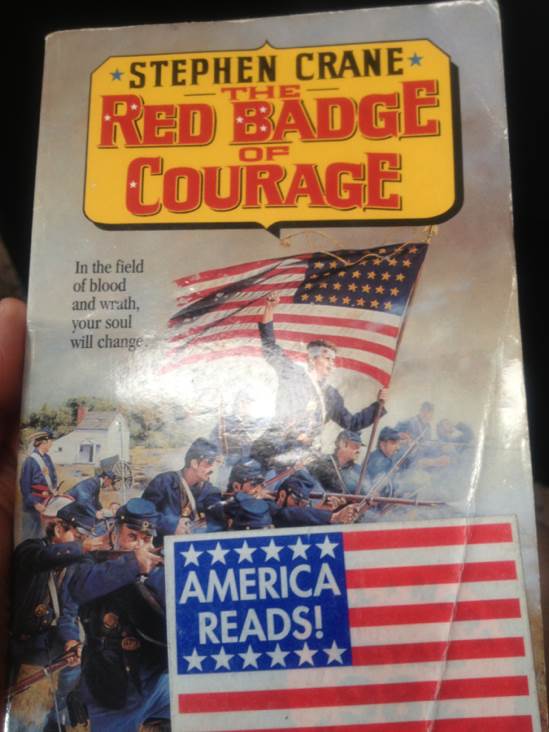 STEPHEN CRANE
THE
RED BADGE
OF
COURAGE
In the field
of blood
and wrath,
your soul
will change.
AMERICA
READS!